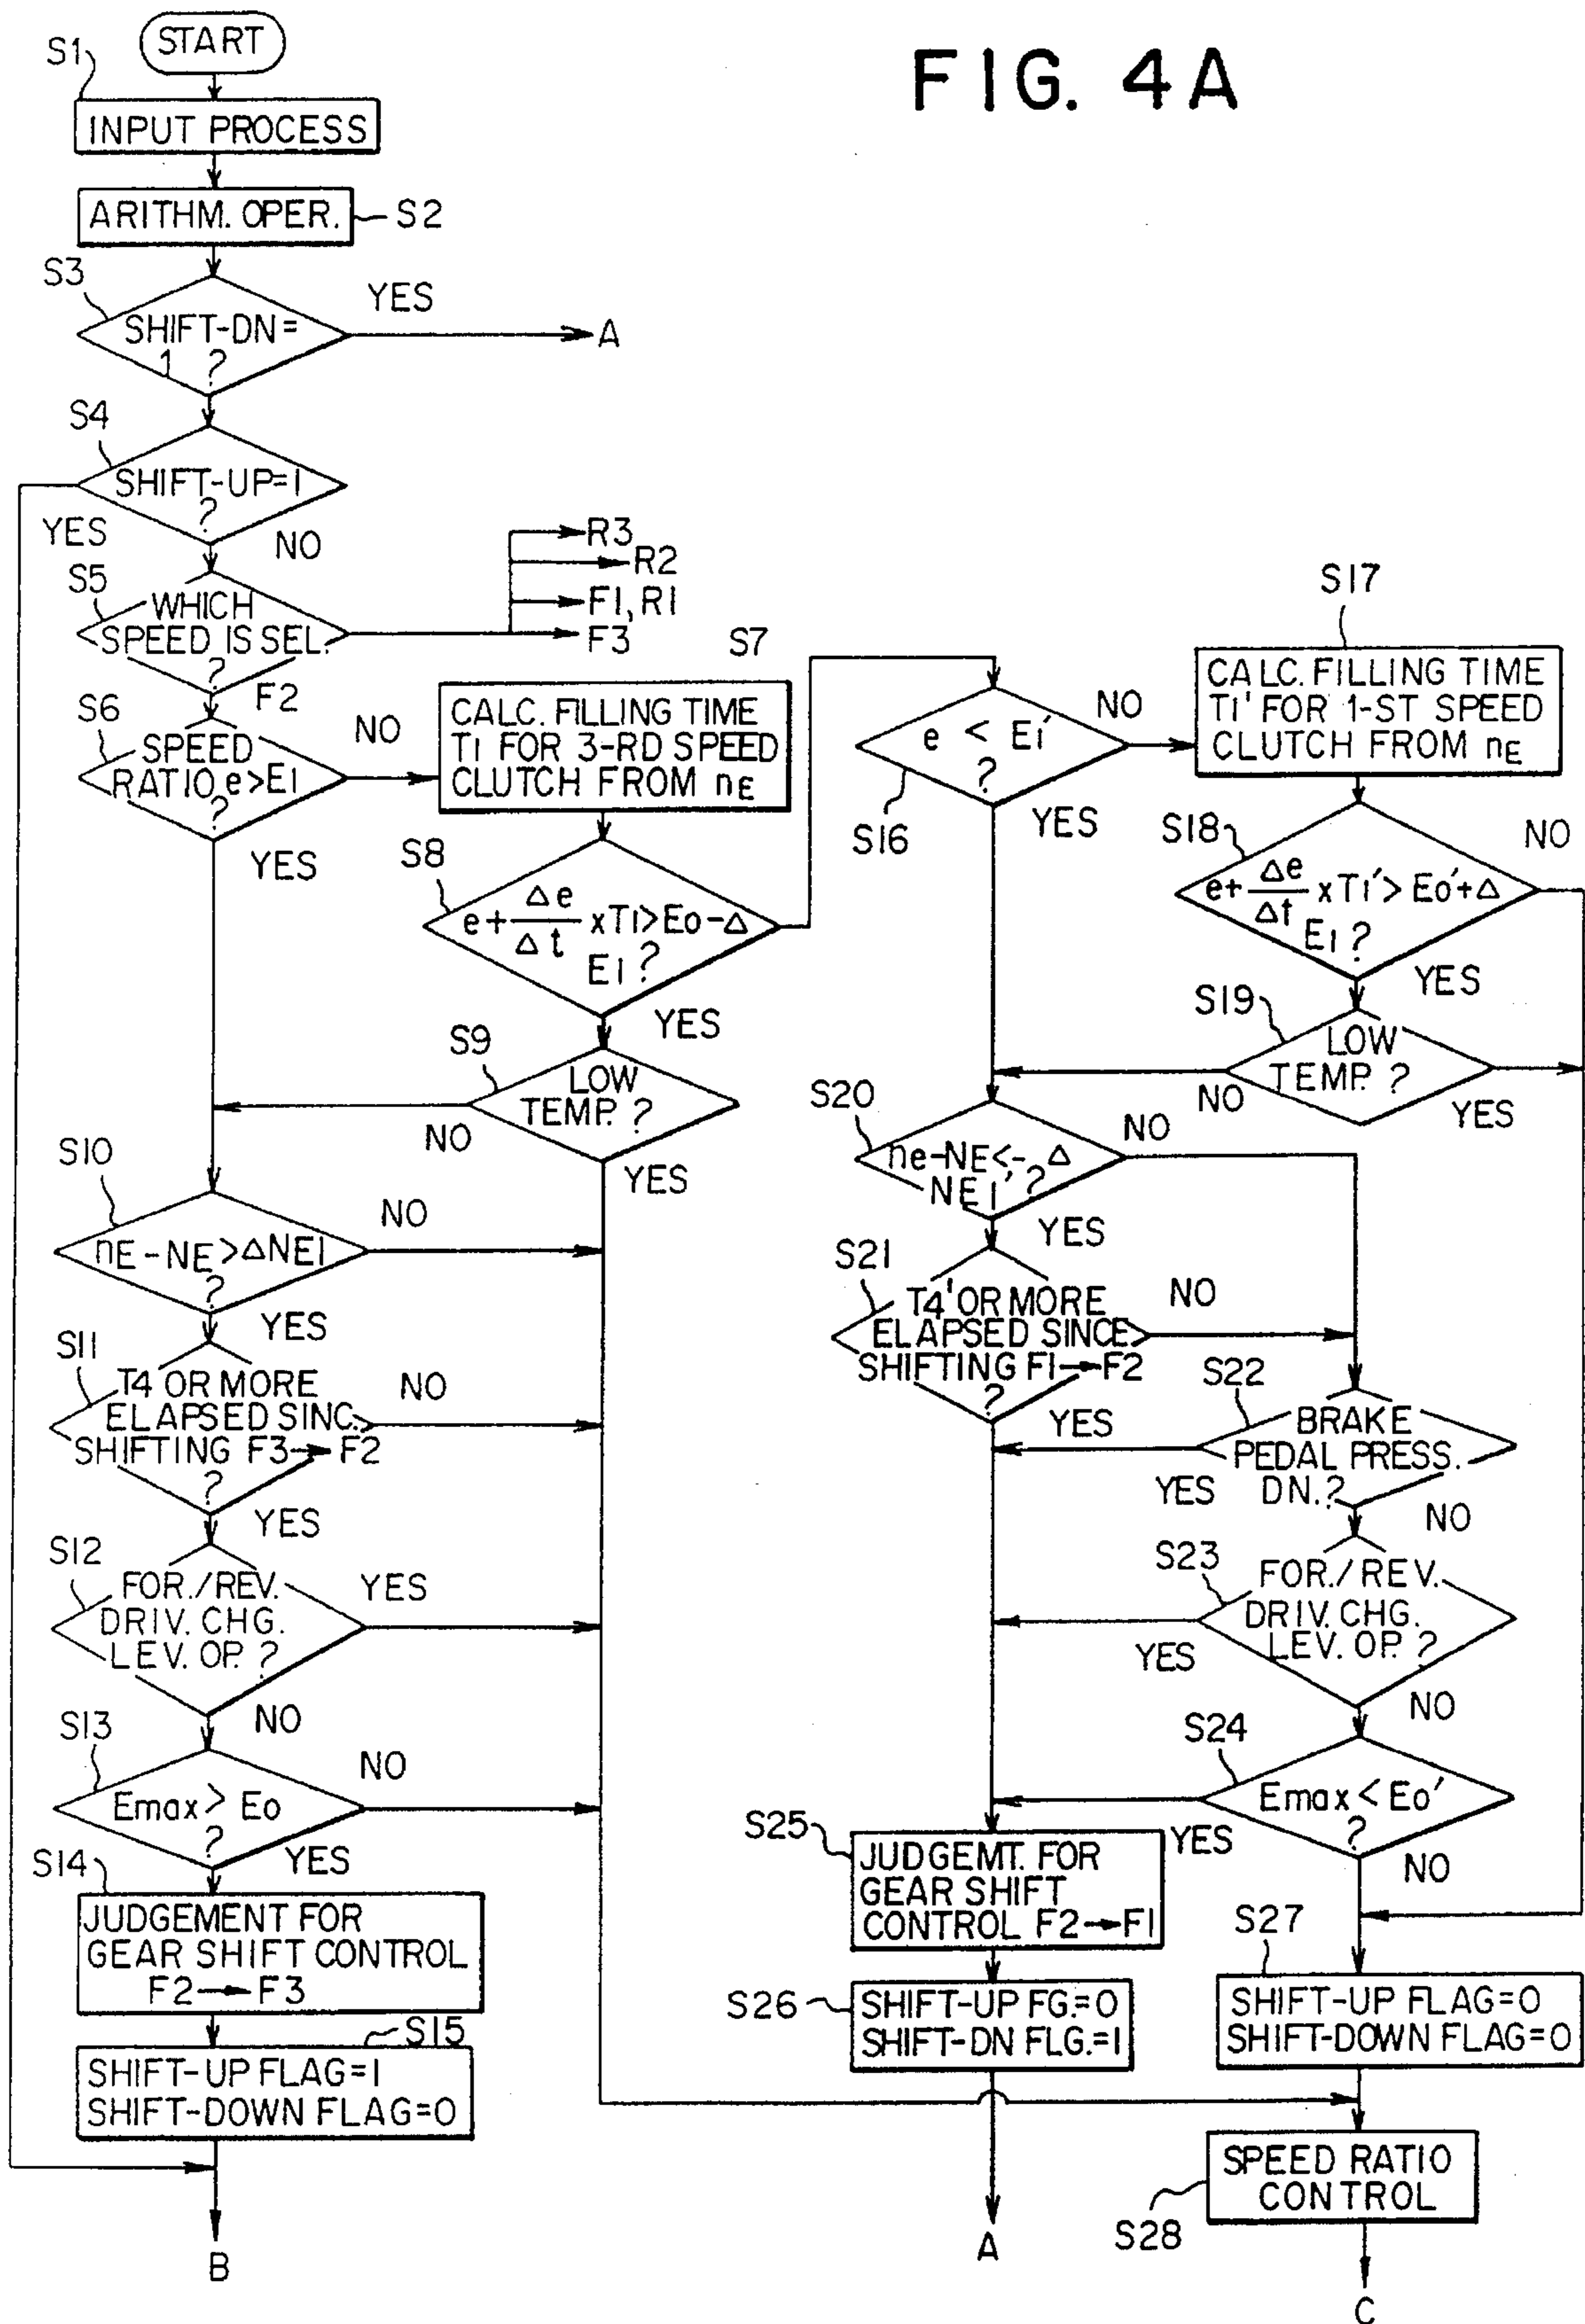 FIG. 4A
START
S1
INPUT PROCESS
ARITHM. OPER.
S2
S3
SHIFT-DN=
1 ?
YES
A
S4
SHIFT-UP=1
?
YES
NO
S5
WHICH
SPEED IS SEL.
?
R3
R2
F1, R1
F3
F2
S6
SPEED
RATIO e>E1
?
NO
YES
S7
CALC. FILLING TIME
T1 FOR 3-RD SPEED
CLUTCH FROM nE
S8
e+ Δe/Δt xT1>Eo-Δ
E1 ?
YES
S9
LOW
TEMP. ?
NO
YES
S10
nE-NE>ΔNE1
?
NO
YES
S11
T4 OR MORE
ELAPSED SINC.
SHIFTING F3→F2
?
NO
YES
S12
FOR./REV.
DRIV. CHG.
LEV. OP. ?
YES
NO
S13
Emax> Eo
?
NO
YES
S14
JUDGEMENT FOR
GEAR SHIFT CONTROL
F2→F3
S15
SHIFT-UP FLAG=1
SHIFT-DOWN FLAG=0
B
S16
e < E1'
?
NO
YES
S17
CALC. FILLING TIME
T1' FOR 1-ST SPEED
CLUTCH FROM nE
S18
e+ Δe/Δt xT1'>Eo'+Δ
E1 ?
NO
YES
S19
LOW
TEMP. ?
NO
YES
S20
ne-NE<,- Δ
NE1' ?
NO
YES
S21
T4' OR MORE
ELAPSED SINCE
SHIFTING F1→F2
?
NO
YES
S22
BRAKE
PEDAL PRESS.
DN. ?
YES
NO
S23
FOR./REV.
DRIV. CHG.
LEV. OP. ?
YES
NO
S24
Emax<Eo'
?
YES
NO
S25
JUDGEMT. FOR
GEAR SHIFT
CONTROL F2→F1
S26
SHIFT-UP FG.=0
SHIFT-DN FLG.=1
A
S27
SHIFT-UP FLAG=0
SHIFT-DOWN FLAG=0
SPEED RATIO
CONTROL
S28
C